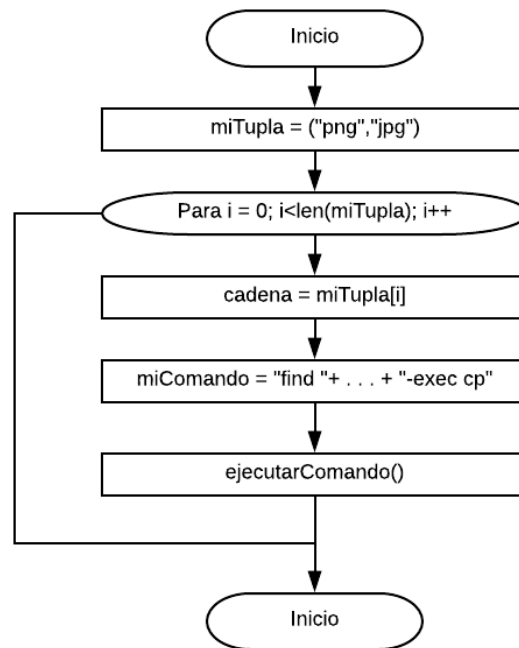 Inicio
miTupla = ("png","jpg")
Para i = 0; i<len(miTupla); i++
cadena = miTupla[i]
miComando = "find "+ . . . + "-exec cp"
ejecutarComando()
Inicio